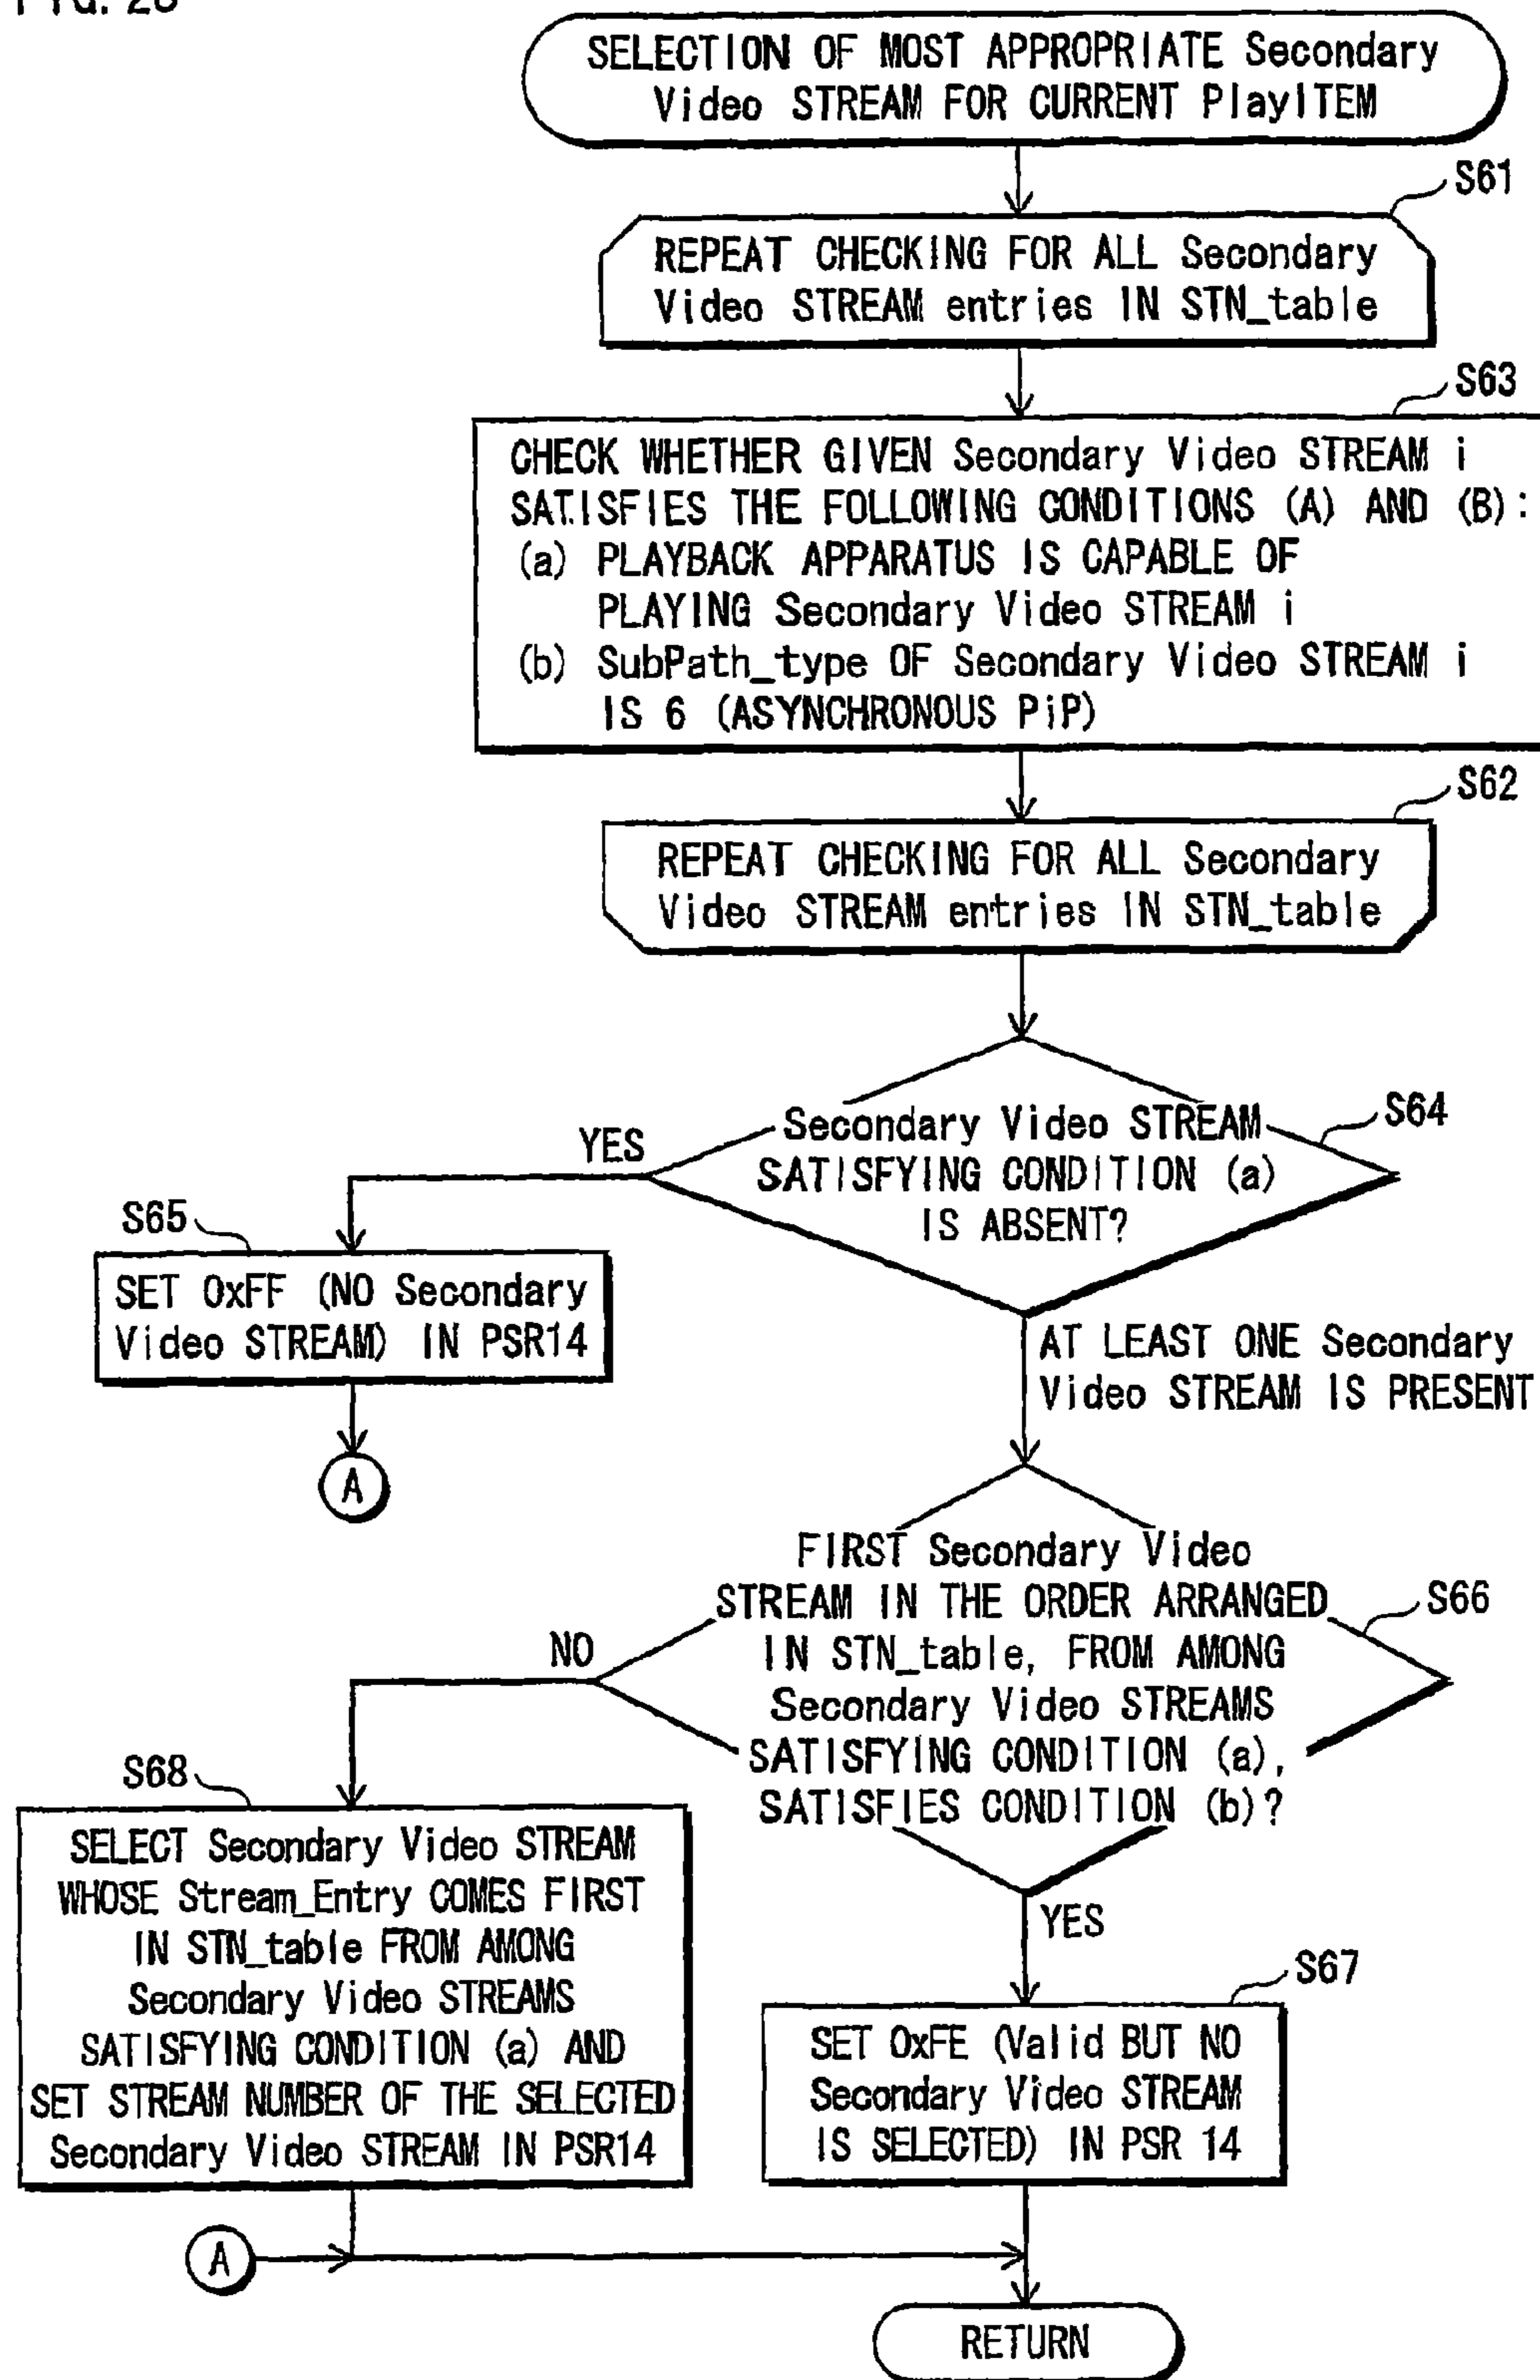 SELECTION OF MOST APPROPRIATE Secondary
Video STREAM FOR CURRENT PlayITEM
S61
REPEAT CHECKING FOR ALL Secondary
Video STREAM entries IN STN_table
S63
CHECK WHETHER GIVEN Secondary Video STREAM i
SATISFIES THE FOLLOWING CONDITIONS (A) AND (B):
(a) PLAYBACK APPARATUS IS CAPABLE OF
PLAYING Secondary Video STREAM i
(b) SubPath_type OF Secondary Video STREAM i
IS 6 (ASYNCHRONOUS PiP)
S62
REPEAT CHECKING FOR ALL Secondary
Video STREAM entries IN STN_table
S64
YES
Secondary Video STREAM
SATISFYING CONDITION (a)
IS ABSENT?
S65
SET 0xFF (NO Secondary
Video STREAM) IN PSR14
A
AT LEAST ONE Secondary
Video STREAM IS PRESENT
S66
NO
FIRST Secondary Video
STREAM IN THE ORDER ARRANGED
IN STN_table, FROM AMONG
Secondary Video STREAMS
SATISFYING CONDITION (a),
SATISFIES CONDITION (b)?
S68
SELECT Secondary Video STREAM
WHOSE Stream_Entry COMES FIRST
IN STN_table FROM AMONG
Secondary Video STREAMS
SATISFYING CONDITION (a) AND
SET STREAM NUMBER OF THE SELECTED
Secondary Video STREAM IN PSR14
YES
S67
SET 0xFE (Valid BUT NO
Secondary Video STREAM
IS SELECTED) IN PSR 14
A
RETURN